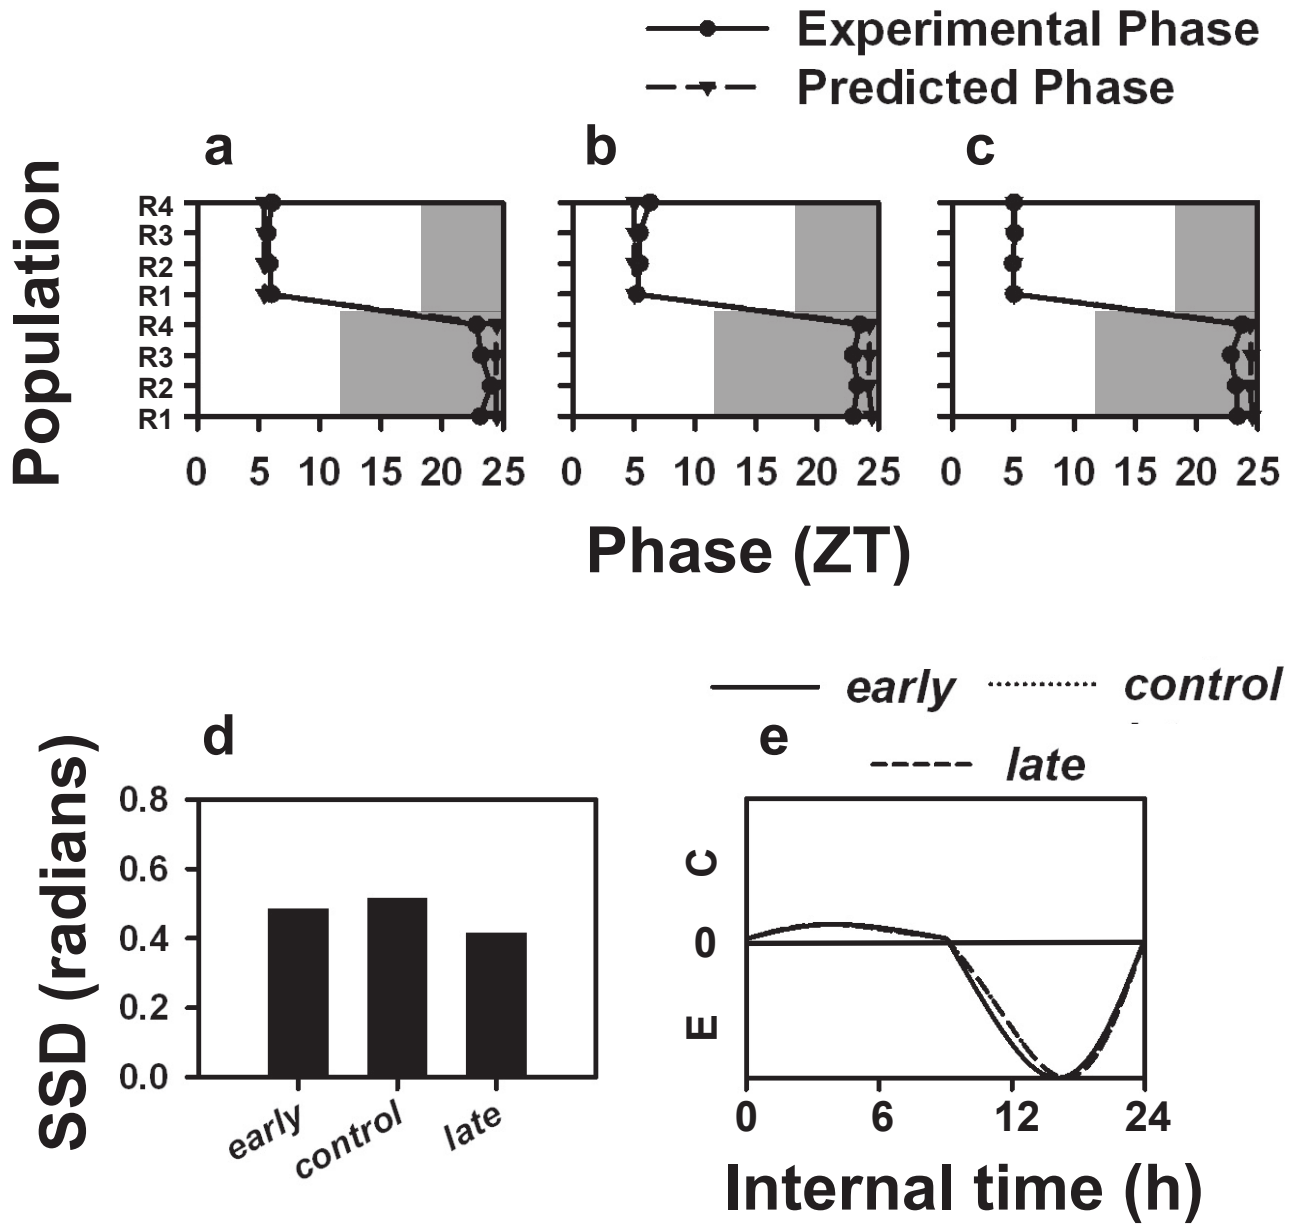 Experimental Phase
Predicted Phase
a
b
c
Population
R4
R3
R2
R1
R4
R3
R2
R1
0 5 10 15 20 25
0 5 10 15 20 25
0 5 10 15 20 25
Phase (ZT)
early
control
late
d
e
SSD (radians)
0.8
0.6
0.4
0.2
0.0
early
control
late
C
0
E
0 6 12 24
Internal time (h)